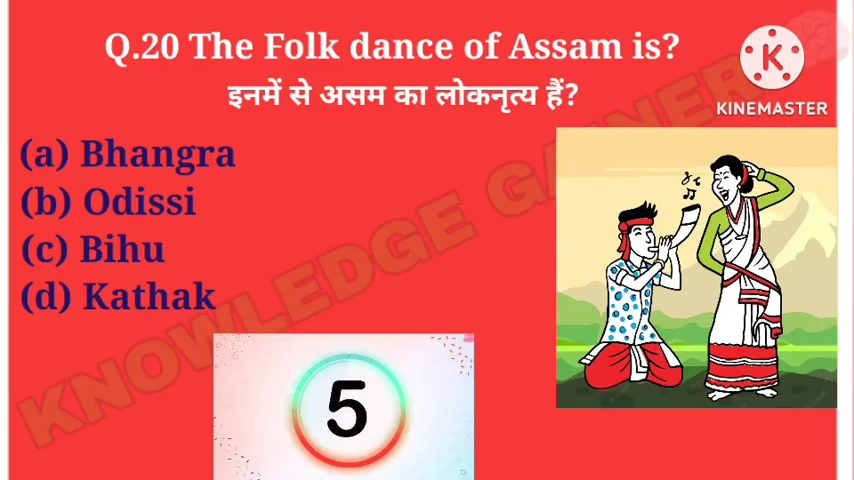 Q.20 The Folk dance of Assam is?
इनमें से असम का लोकनृत्य हैं?
KINEMASTER
(a) Bhangra
(b) Odissi
(c) Bihu
(d) Kathak
KNOWLEDGE GAINER
5